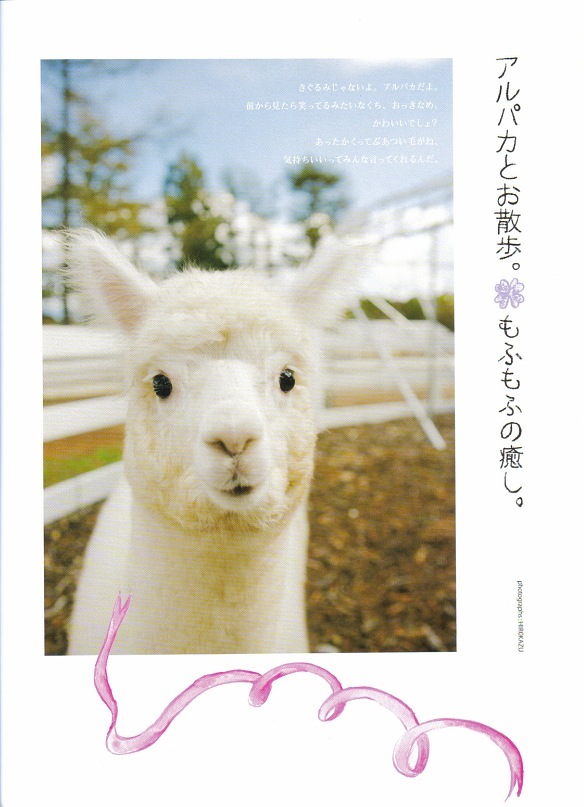 アルパカとお散歩。
もふもふの癒し。
きぐるみじゃないよ。アルパカだよ。
前から見たら笑ってるみたいなくち、おっきなめ、
かわいいでしょ?
あったかくってぶあつい毛がね、
気持ちいいってみんな言ってくれるんだ。
photographs: HIROKAZU